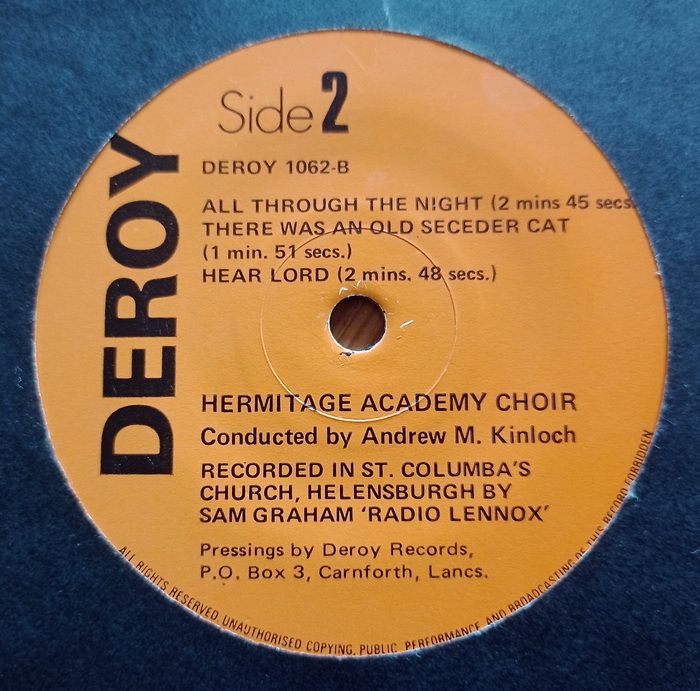 Side 2
DEROY
DEROY 1062-B
ALL THROUGH THE NIGHT (2 mins 45 secs.
THERE WAS AN OLD SECEDER CAT
(1 min. 51 secs.)
HEAR LORD (2 mins. 48 secs.)
HERMITAGE ACADEMY CHOIR
Conducted by Andrew M. Kinloch
RECORDED IN ST. COLUMBA'S
CHURCH, HELENSBURGH BY
SAM GRAHAM 'RADIO LENNOX'
Pressings by Deroy Records,
P.O. Box 3, Carnforth, Lancs.
ALL RIGHTS RESERVED. UNAUTHORISED COPYING, PUBLIC PERFORMANCE AND BROADCASTING OF THIS RECORD FORBIDDEN